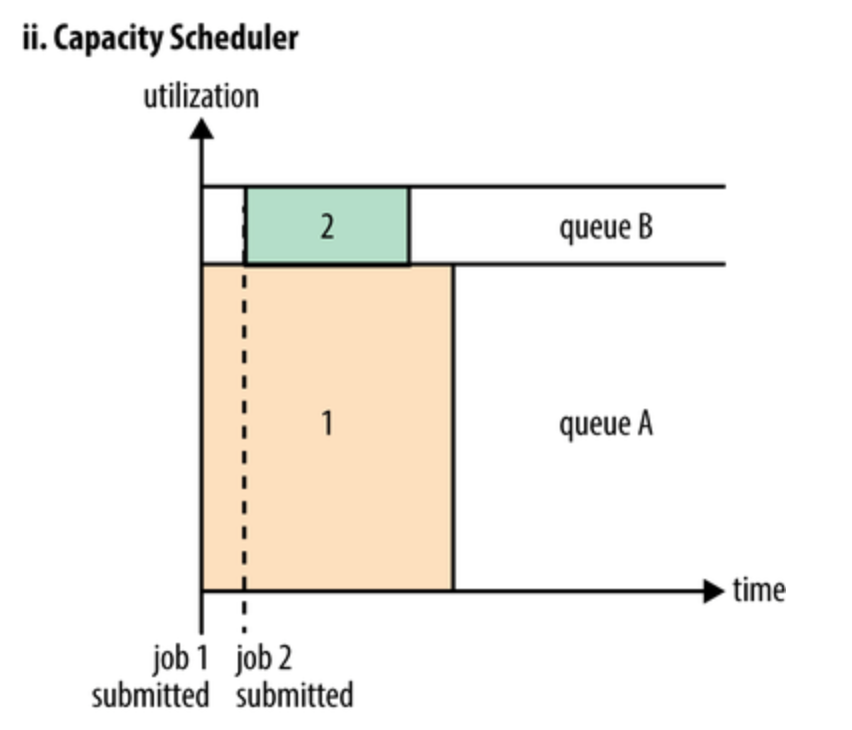 ii. Capacity Scheduler
utilization
2
queue B
1
queue A
time
job 1
submitted
job 2
submitted